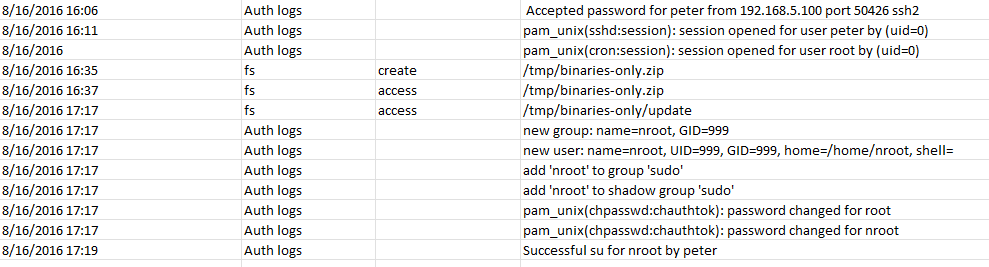 8/16/2016 16:06 Auth logs Accepted password for peter from 192.168.5.100 port 50426 ssh2
8/16/2016 16:11 Auth logs pam_unix(sshd:session): session opened for user peter by (uid=0)
8/16/2016 Auth logs pam_unix(cron:session): session opened for user root by (uid=0)
8/16/2016 16:35 fs create /tmp/binaries-only.zip
8/16/2016 16:37 fs access /tmp/binaries-only.zip
8/16/2016 17:17 fs access /tmp/binaries-only/update
8/16/2016 17:17 Auth logs new group: name=nroot, GID=999
8/16/2016 17:17 Auth logs new user: name=nroot, UID=999, GID=999, home=/home/nroot, shell=
8/16/2016 17:17 Auth logs add 'nroot' to group 'sudo'
8/16/2016 17:17 Auth logs add 'nroot' to shadow group 'sudo'
8/16/2016 17:17 Auth logs pam_unix(chpasswd:chauthtok): password changed for root
8/16/2016 17:17 Auth logs pam_unix(chpasswd:chauthtok): password changed for nroot
8/16/2016 17:19 Auth logs Successful su for nroot by peter